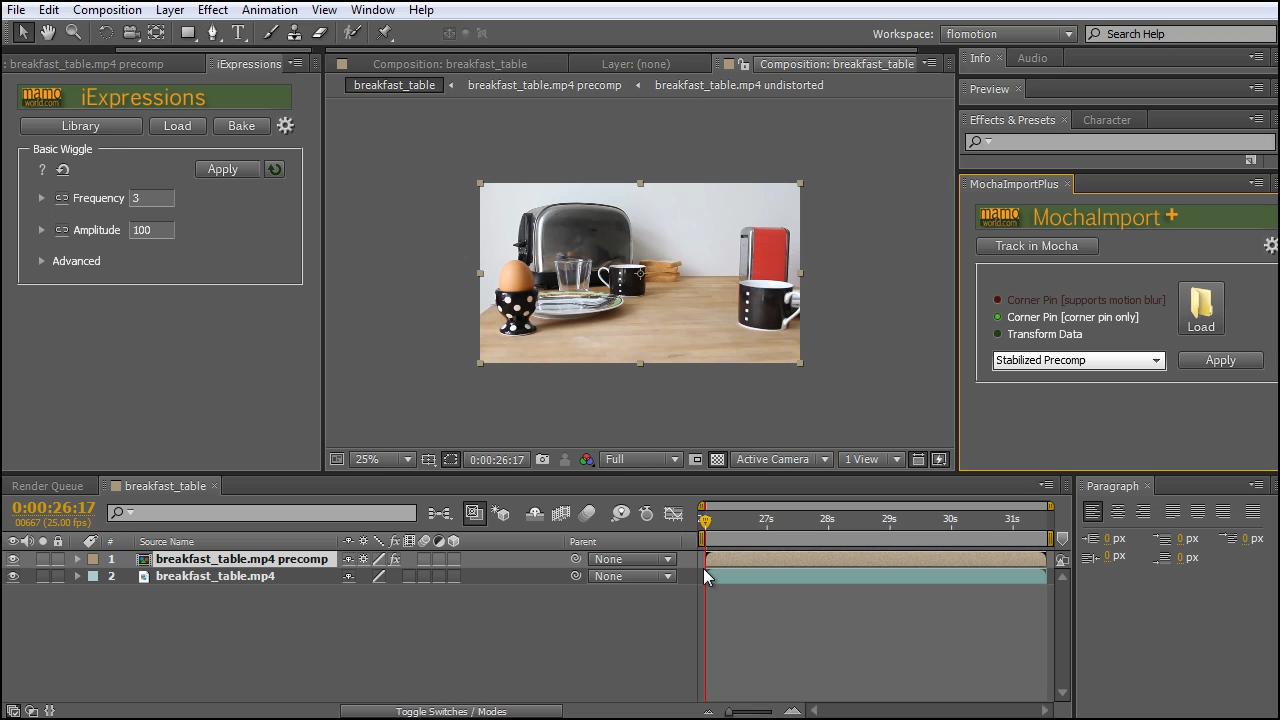 File Edit Composition Layer Effect Animation View Window Help
Workspace: flomotion Search Help
: breakfast_table.mp4 precomp iExpressions
Composition: breakfast_table Layer: (none) Composition: breakfast_table
Info Audio
breakfast_table breakfast_table.mp4 precomp breakfast_table.mp4 undistorted
Preview
mamoworld.com iExpressions
Library Load Bake
Effects & Presets Character
Basic Wiggle
? Apply
Frequency 3
Amplitude 100
Advanced
MochaImportPlus
mamoworld.com MochaImport +
Track in Mocha
Corner Pin [supports motion blur]
Corner Pin [corner pin only]
Transform Data
Load
Stabilized Precomp Apply
25% 0:00:26:17 Full Active Camera 1 View
Render Queue breakfast_table
Paragraph
0:00:26:17
00667 (25.00 fps)
27s 28s 29s 30s 31s
# Source Name fx Parent
0 px 0 px 0 px
0 px 0 px
1 breakfast_table.mp4 precomp fx None
2 breakfast_table.mp4 None
Toggle Switches / Modes